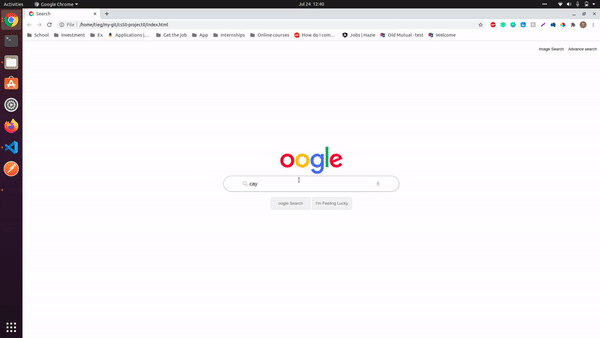 Activities Google Chrome Jul 24 12:40
Search
File /home/tieg/my-git/cs50-project0/index.html
School Investment Ex Applications |... Get the job App Internships Online courses How do I com... Jobs | Hazie Old Mutual - test Welcome
Image Search Advance search
oogle
cay
oogle Search I'm Feeling Lucky